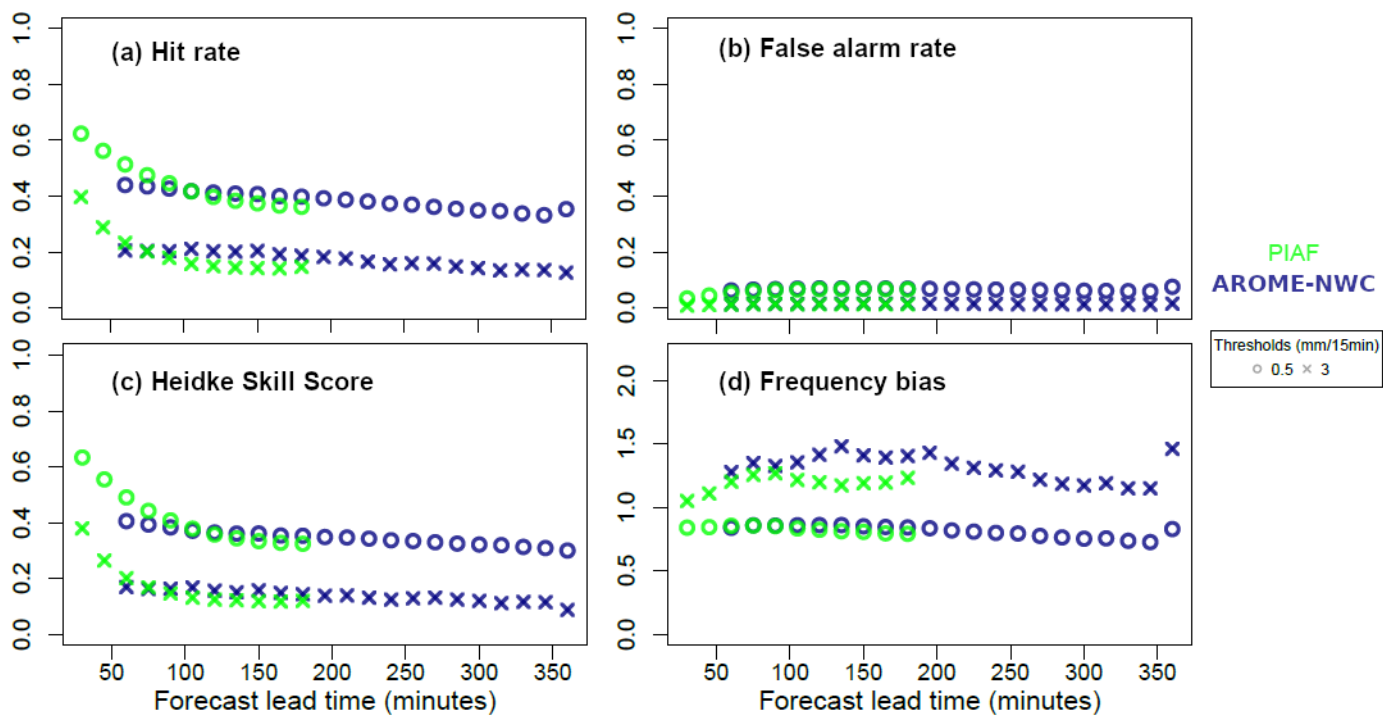 (a) Hit rate
1.0
0.8
0.6
0.4
0.2
0.0
(b) False alarm rate
1.0
0.8
0.6
0.4
0.2
0.0
PIAF
AROME-NWC
Thresholds (mm/15min)
0.5 3
(c) Heidke Skill Score
1.0
0.8
0.6
0.4
0.2
0.0
50 100 150 200 250 300 350
Forecast lead time (minutes)
(d) Frequency bias
2.0
1.5
1.0
0.5
0.0
50 100 150 200 250 300 350
Forecast lead time (minutes)